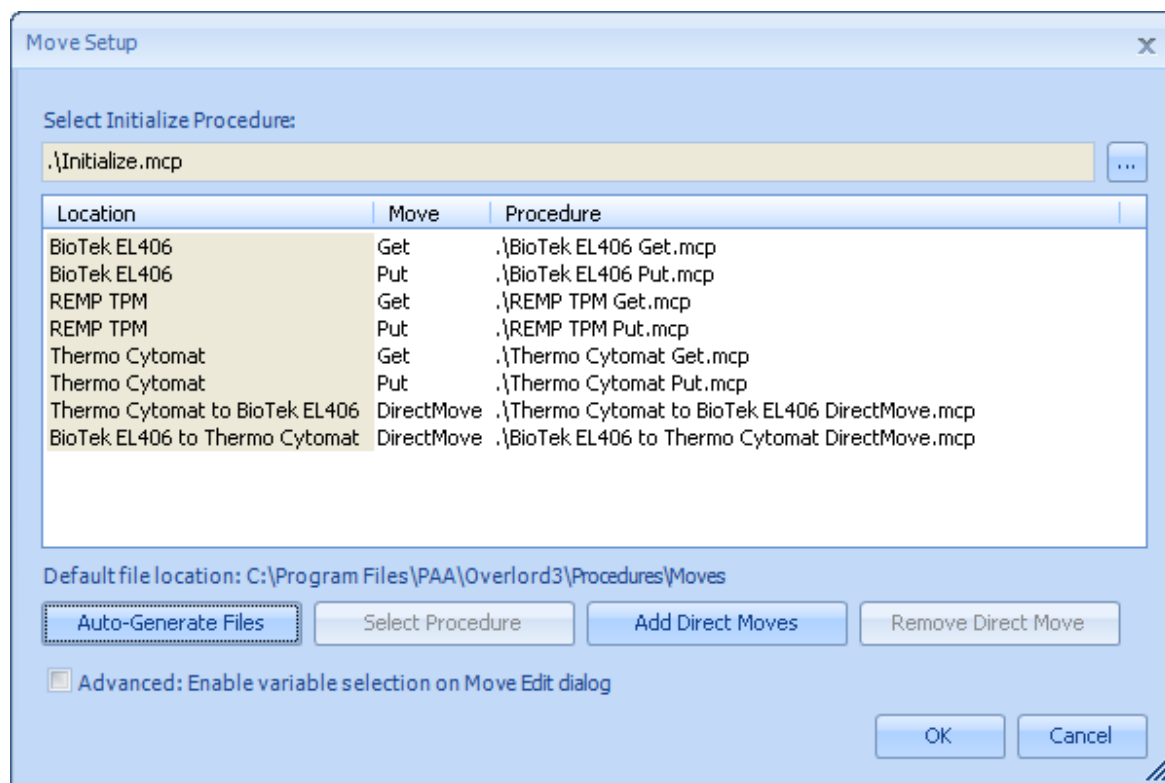 Move Setup
Select Initialize Procedure:
.\Initialize.mcp
...
Location Move Procedure
BioTek EL406 Get .\BioTek EL406 Get.mcp
BioTek EL406 Put .\BioTek EL406 Put.mcp
REMP TPM Get .\REMP TPM Get.mcp
REMP TPM Put .\REMP TPM Put.mcp
Thermo Cytomat Get .\Thermo Cytomat Get.mcp
Thermo Cytomat Put .\Thermo Cytomat Put.mcp
Thermo Cytomat to BioTek EL406 DirectMove .\Thermo Cytomat to BioTek EL406 DirectMove.mcp
BioTek EL406 to Thermo Cytomat DirectMove .\BioTek EL406 to Thermo Cytomat DirectMove.mcp
Default file location: C:\Program Files\PAA\Overlord3\Procedures\Moves
Auto-Generate Files Select Procedure Add Direct Moves Remove Direct Move
Advanced: Enable variable selection on Move Edit dialog
OK Cancel